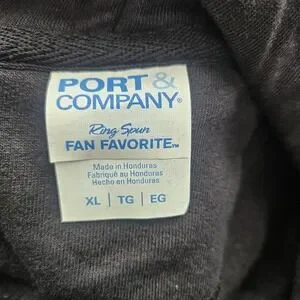 PORT &
COMPANY®
Ring Spun
FAN FAVORITE™
Made in Honduras
Fabriqué au Honduras
Hecho en Honduras
XL | TG | EG